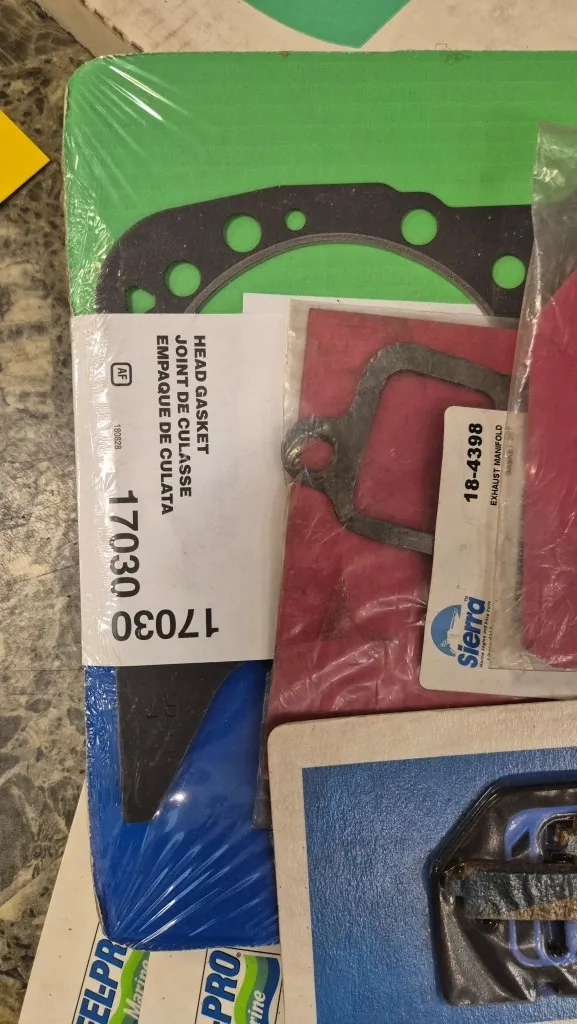 HEAD GASKET
JOINT DE CULASSE
EMPAQUE DE CULATA
AF
180828
17030
17030
18-4398
EXHAUST MANIFOLD
Sierra
FEL-PRO
Marine
PRO